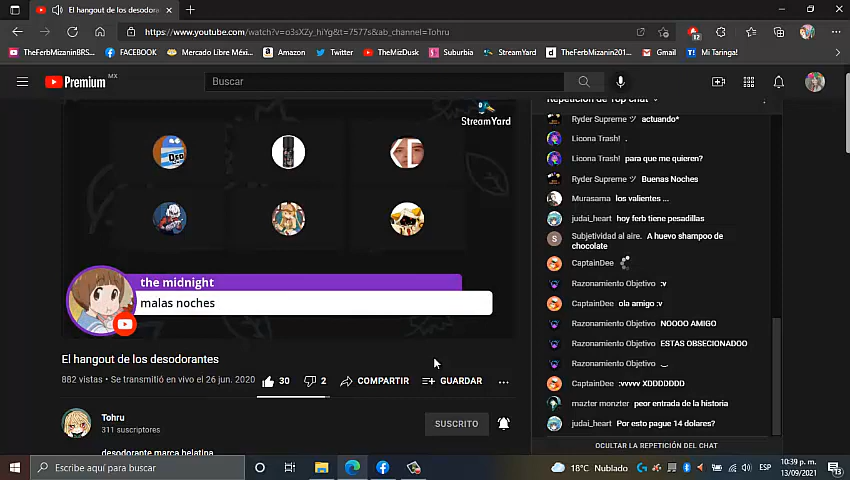 El hangout de los desodora
https://www.youtube.com/watch?v=o3sXZy_hiYg&t=7577s&ab_channel=Tohru
TheFerbMizaninBRS...
FACEBOOK
Mercado Libre Méxi...
Amazon
Twitter
TheMizDusk
Suburbia
StreamYard
TheFerbMizanin201...
Gmail
Mi Taringa!
Premium MX
Buscar
StreamYard
the midnight
malas noches
El hangout de los desodorantes
882 vistas • Se transmitió en vivo el 26 jun. 2020
30
2
COMPARTIR
GUARDAR
Tohru
311 suscriptores
SUSCRITO
desodorante marca helatina
Repetición de Top Chat
Ryder Supreme ツ actuando*
Licona Trash! .
Licona Trash! para que me quieren?
Ryder Supreme ツ Buenas Noches
Murasama los valientes ...
judai_heart hoy ferb tiene pesadillas
Subjetividad al aire. A huevo shampoo de
chocolate
CaptainDee
Razonamiento Objetivo :v
CaptainDee ola amigo :v
Razonamiento Objetivo NOOOO AMIGO
Razonamiento Objetivo ESTAS OBSECIONADOO
Razonamiento Objetivo ._.
CaptainDee :vvvvv XDDDDDDD
mazter monzter peor entrada de la historia
judai_heart Por esto pague 14 dolares?
OCULTAR LA REPETICIÓN DEL CHAT
Escribe aquí para buscar
18°C Nublado
ESP
10:39 p. m.
13/09/2021